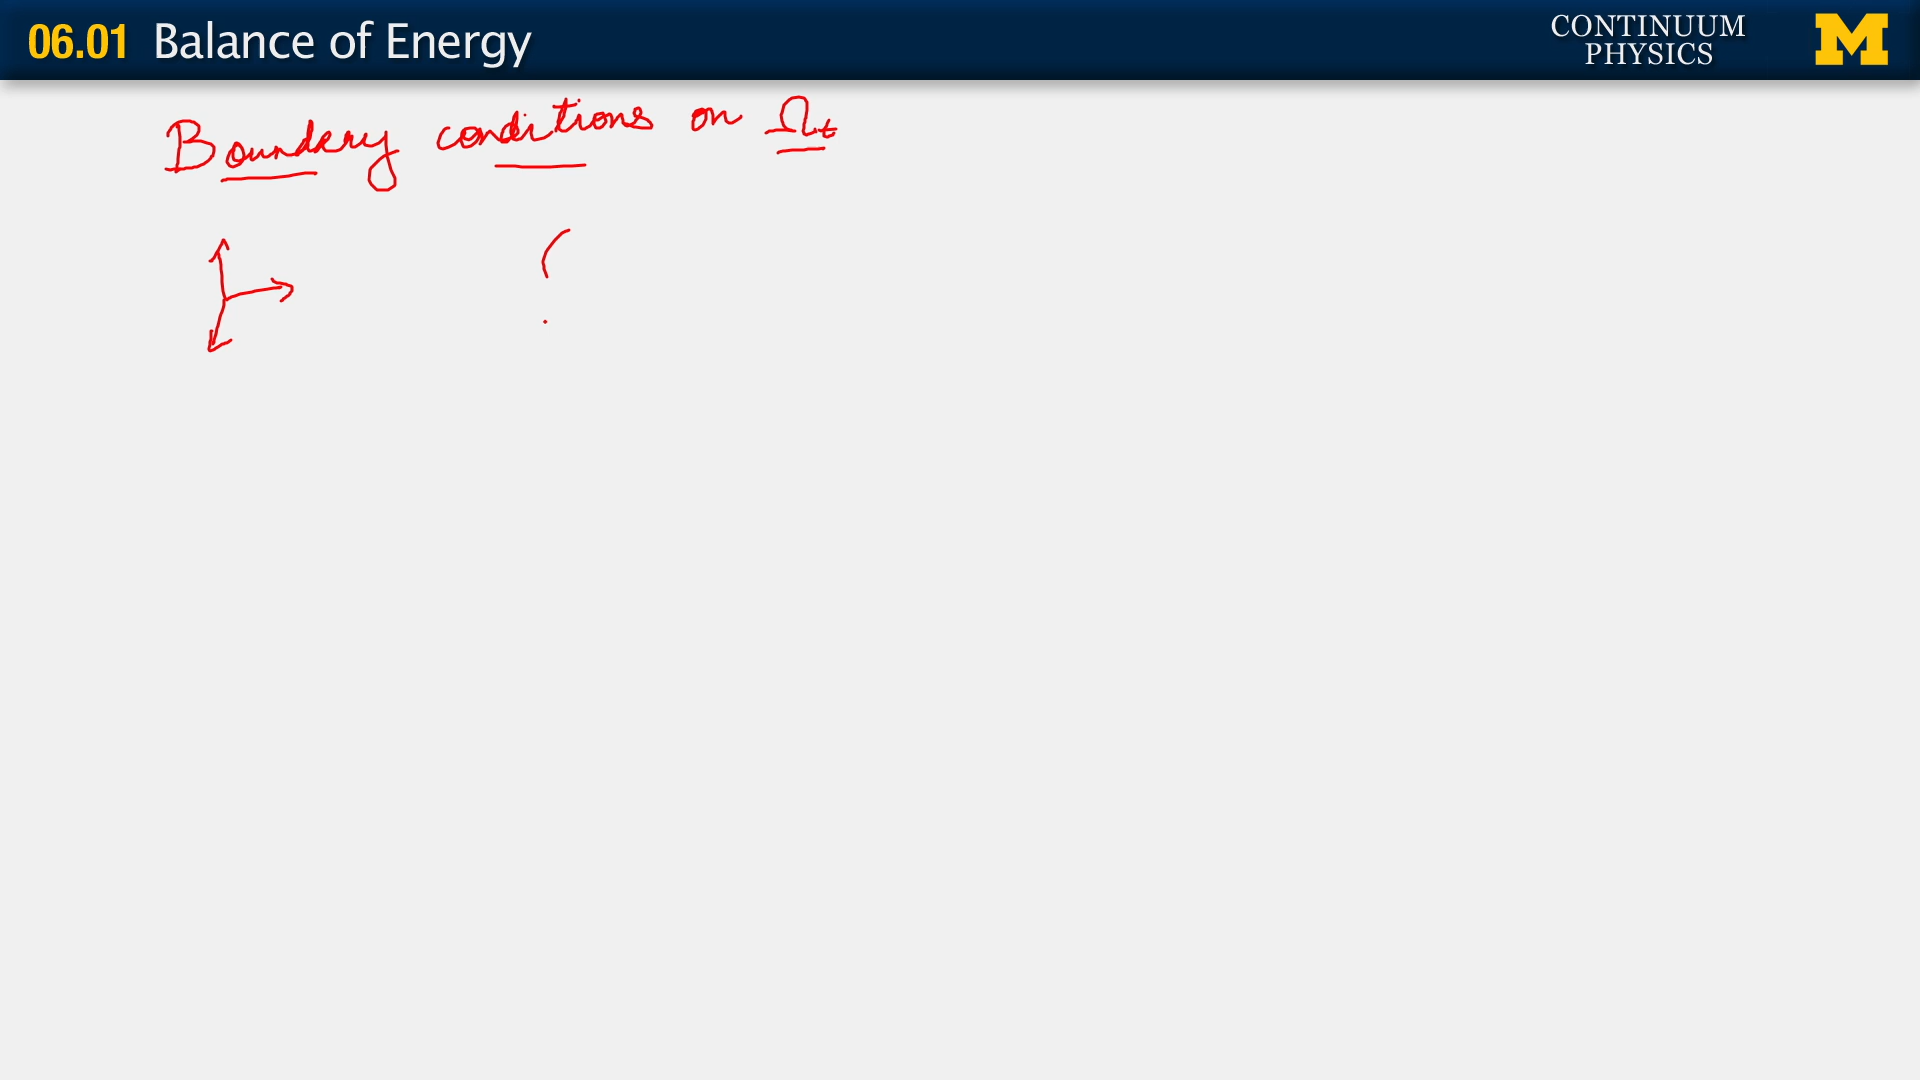 06.01 Balance of Energy
CONTINUUM
PHYSICS
M
Boundary conditions on Ωt